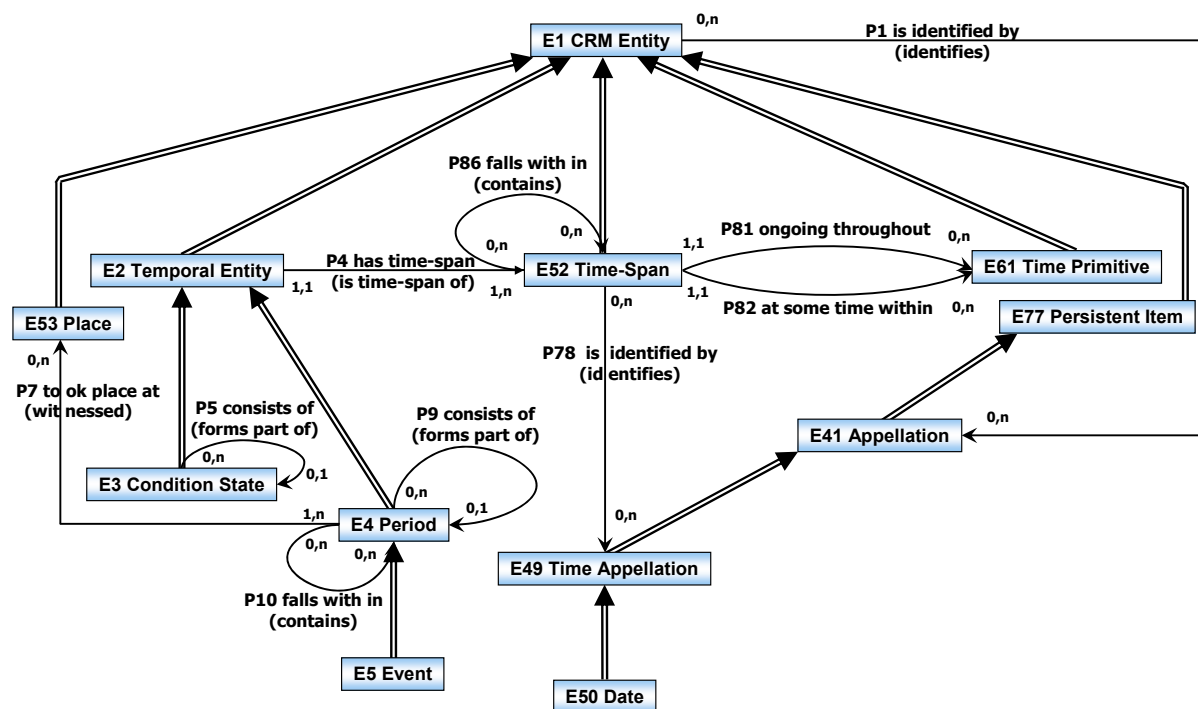 0,n
P1 is identified by
(identifies)
E1 CRM Entity
P86 falls with in
(contains)
0,n
0,n
P81 ongoing throughout
1,1
0,n
E2 Temporal Entity
P4 has time-span
(is time-span of)
1,1
1,n
E52 Time-Span
E61 Time Primitive
1,1
0,n
P82 at some time within
0,n
E53 Place
E77 Persistent Item
0,n
P78  is identified by
(identifies)
P7 to ok place at
(wit nessed)
P5 consists of
(forms part of)
0,n
0,1
P9 consists of
(forms part of)
0,n
0,1
E41 Appellation
0,n
E3 Condition State
1,n
E4 Period
0,n
0,n
0,n
E49 Time Appellation
P10 falls with in
(contains)
E5 Event
E50 Date